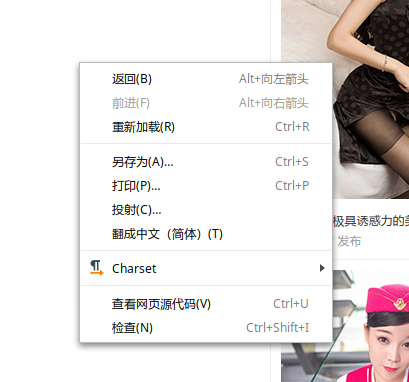 返回(B) Alt+向左箭头
前进(F) Alt+向右箭头
重新加载(R) Ctrl+R
另存为(A)... Ctrl+S
打印(P)... Ctrl+P
投射(C)...
翻成中文（简体）(T)
Charset
查看网页源代码(V) Ctrl+U
检查(N) Ctrl+Shift+I
极具诱惑力的美
发布